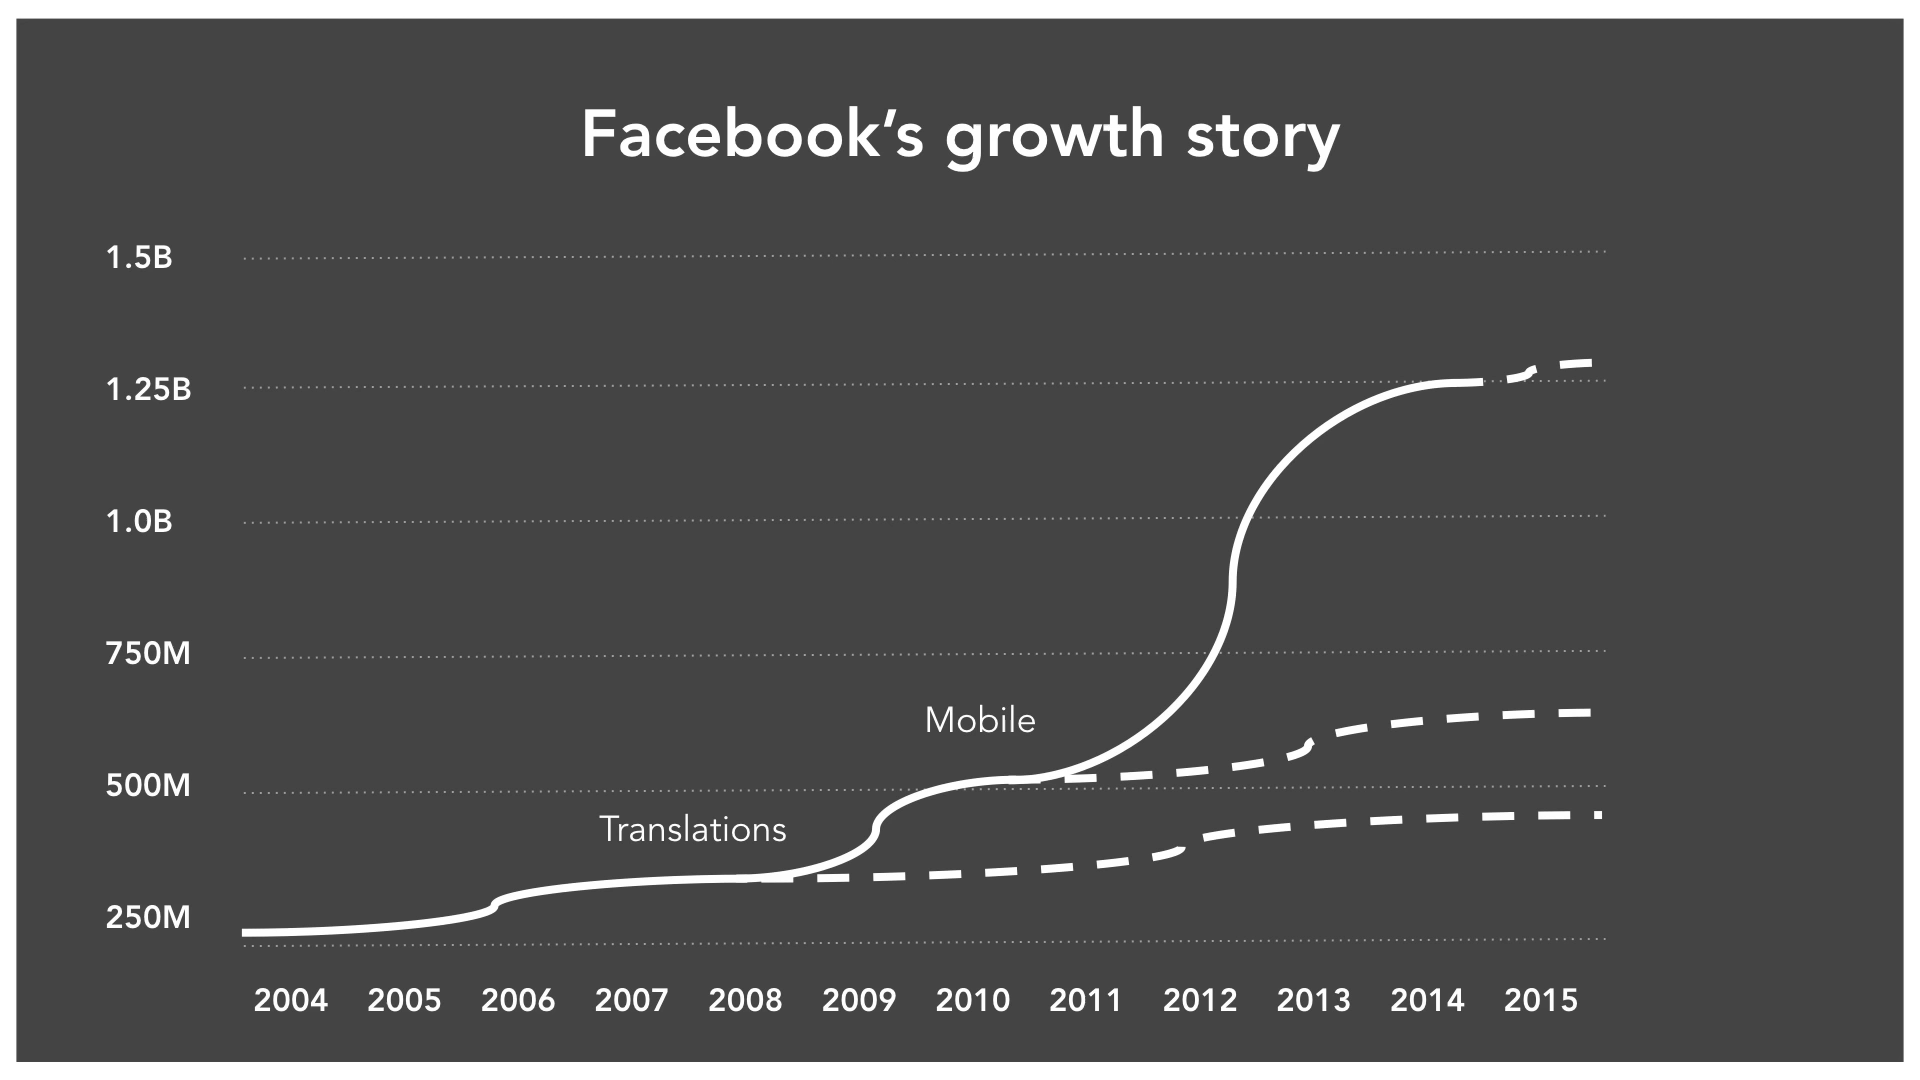 Facebook’s growth story
1.5B
1.25B
1.0B
750M
Mobile
500M
Translations
250M
2004 2005 2006 2007 2008 2009 2010 2011 2012 2013 2014 2015